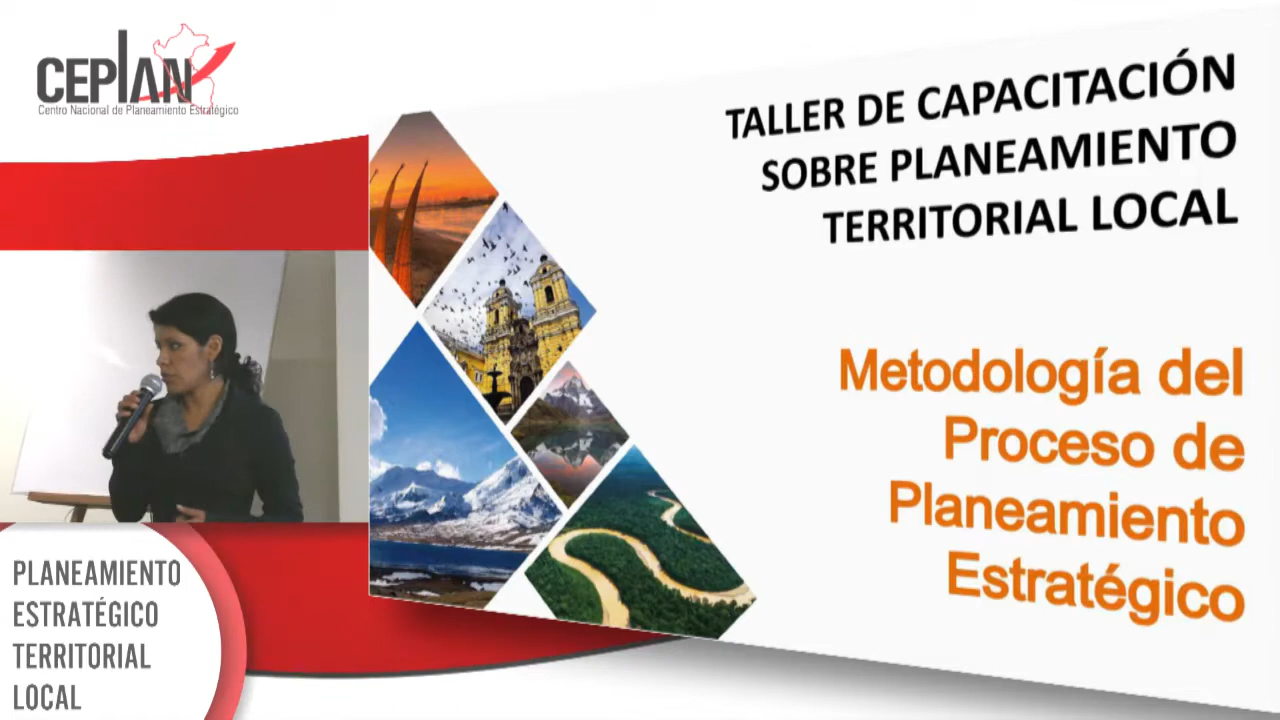 CEPLAN
Centro Nacional de Planeamiento Estratégico
TALLER DE CAPACITACIÓN
SOBRE PLANEAMIENTO
TERRITORIAL LOCAL
Metodología del
Proceso de
Planeamiento
Estratégico
PLANEAMIENTO
ESTRATÉGICO
TERRITORIAL
LOCAL